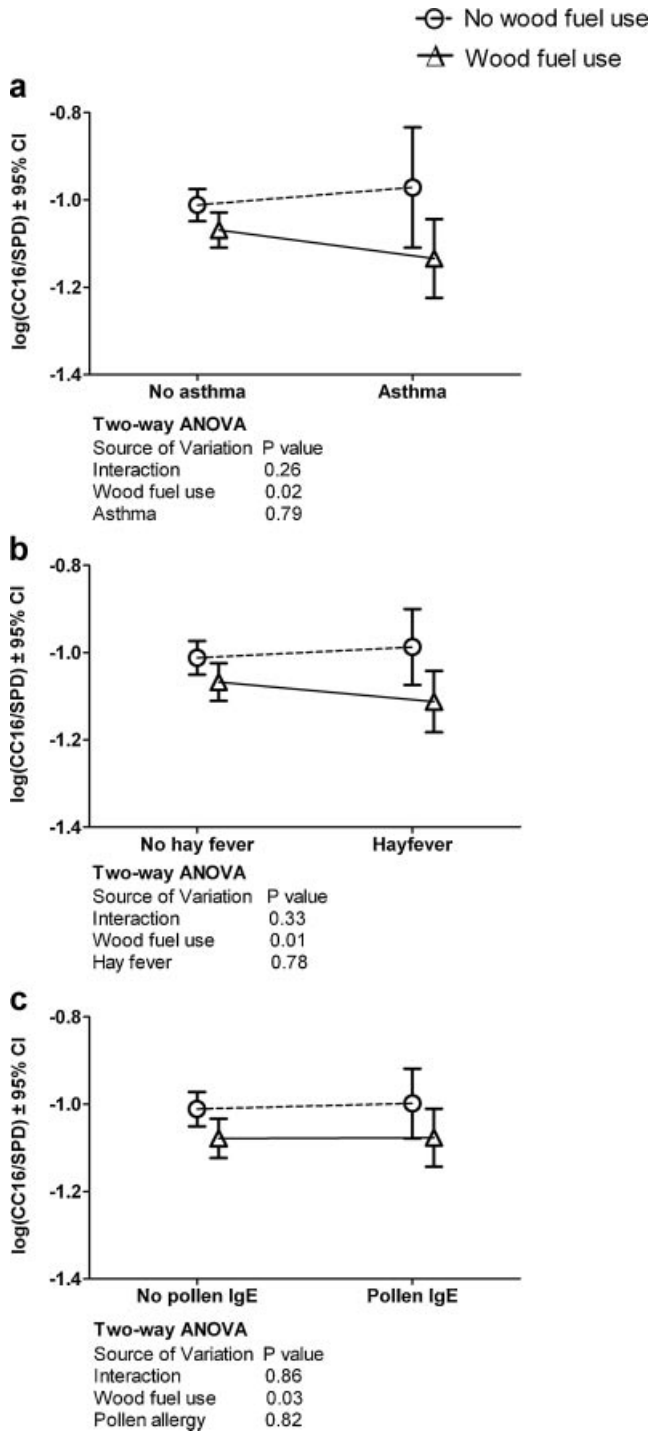 No wood fuel use
Wood fuel use
a
log(CC16/SPD) ± 95% CI
-0.8
-1.0
-1.2
-1.4
No asthma Asthma
Two-way ANOVA
Source of Variation P value
Interaction 0.26
Wood fuel use 0.02
Asthma 0.79
b
log(CC16/SPD) ± 95% CI
-0.8
-1.0
-1.2
-1.4
No hay fever Hayfever
Two-way ANOVA
Source of Variation P value
Interaction 0.33
Wood fuel use 0.01
Hay fever 0.78
c
log(CC16/SPD) ± 95% CI
-0.8
-1.0
-1.2
-1.4
No pollen IgE Pollen IgE
Two-way ANOVA
Source of Variation P value
Interaction 0.86
Wood fuel use 0.03
Pollen allergy 0.82